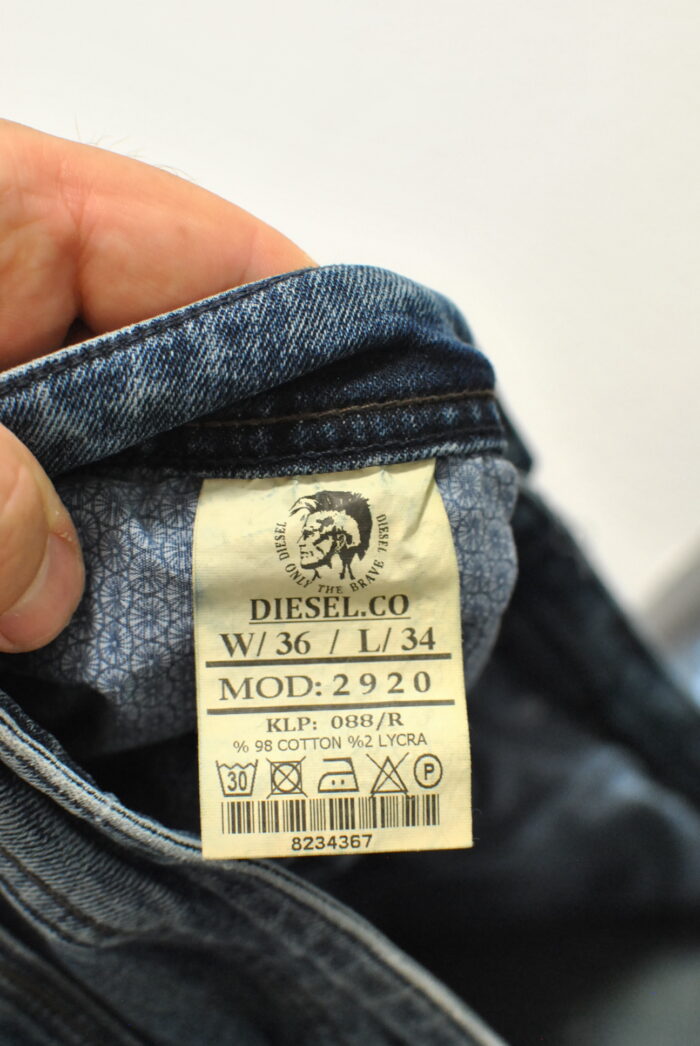 DIESEL ONLY THE BRAVE DIESEL
DIESEL.CO
W/ 36 / L/ 34
MOD: 2920
KLP: 088/R
% 98 COTTON %2 LYCRA
30 P
8234367